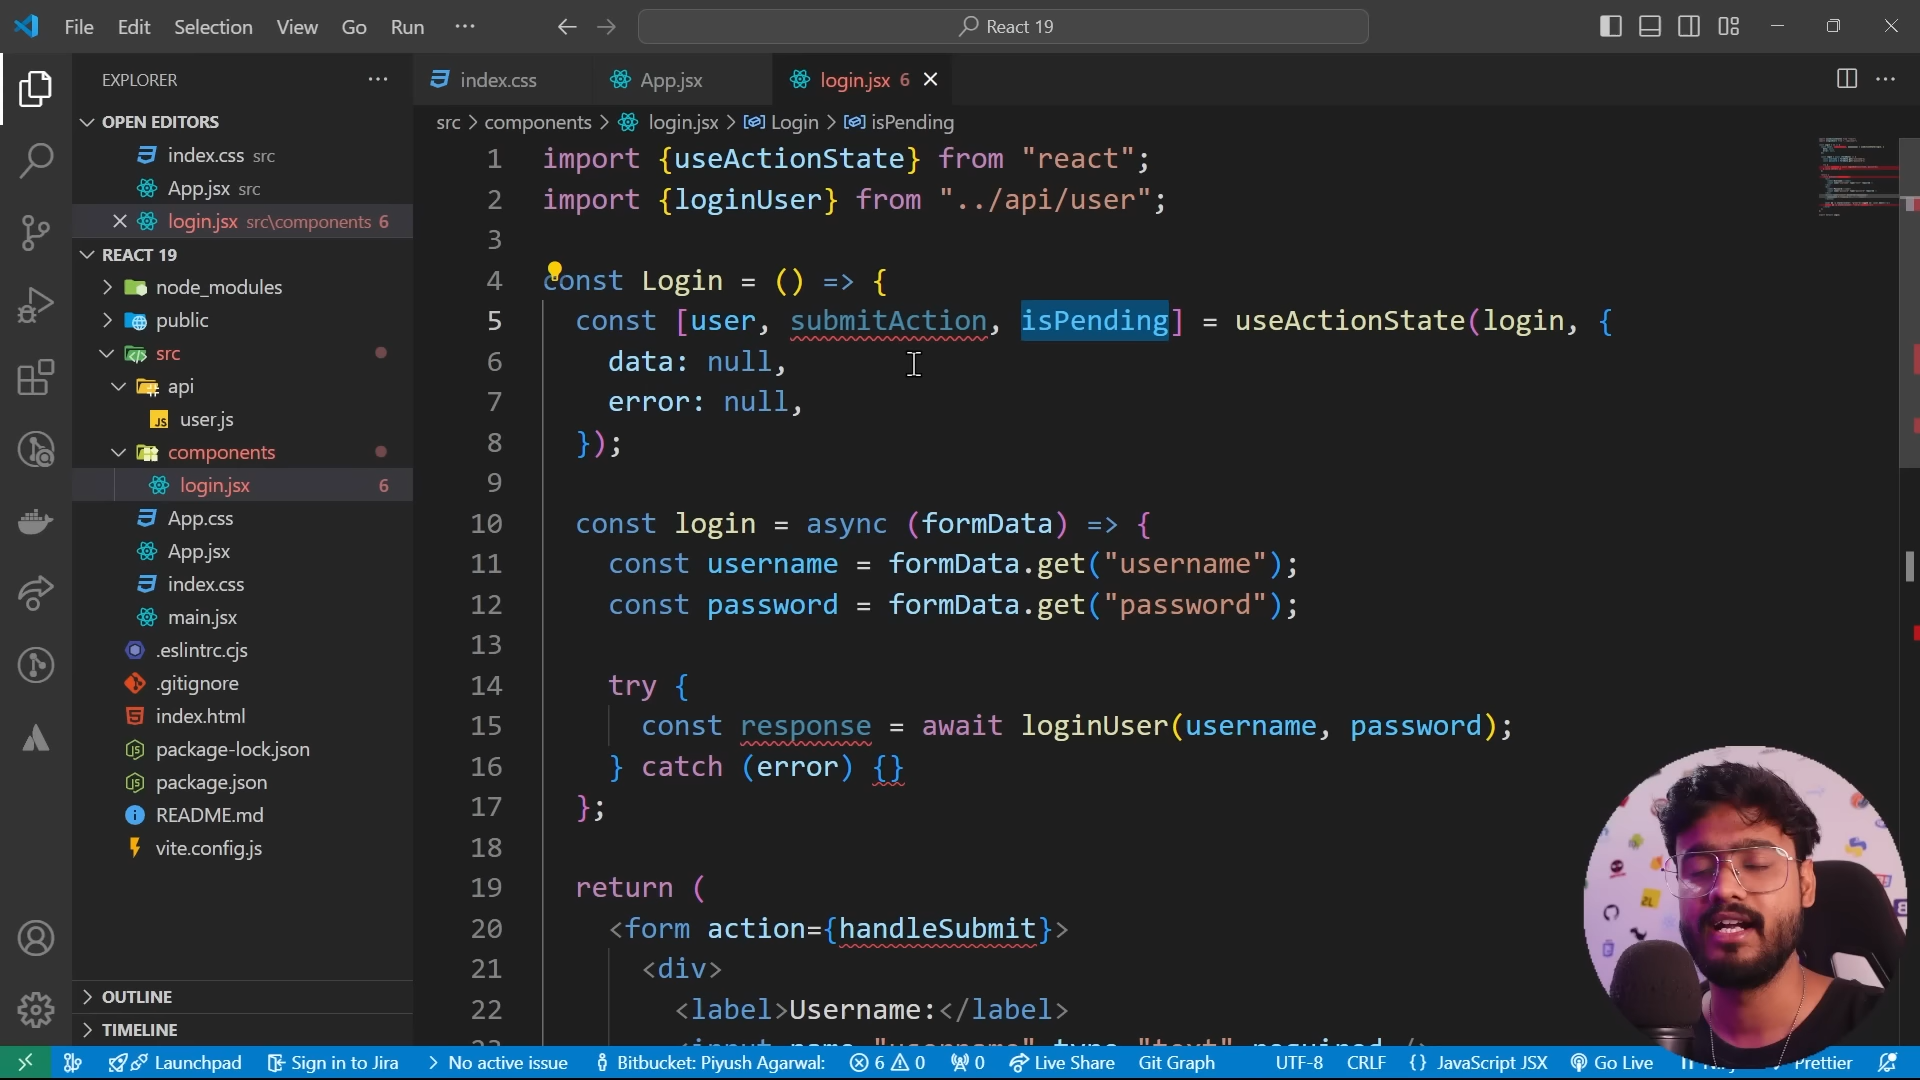 File Edit Selection View Go Run ···
React 19
EXPLORER
OPEN EDITORS
index.css src
App.jsx src
login.jsx src\components 6
REACT 19
node_modules
public
src
api
user.js
components
login.jsx 6
App.css
App.jsx
index.css
main.jsx
.eslintrc.cjs
.gitignore
index.html
package-lock.json
package.json
README.md
vite.config.js
OUTLINE
TIMELINE
index.css App.jsx login.jsx 6
src > components > login.jsx > Login > isPending
1 import {useActionState} from "react";
2 import {loginUser} from "../api/user";
3
4 const Login = () => {
5 const [user, submitAction, isPending] = useActionState(login, {
6 data: null,
7 error: null,
8 });
9
10 const login = async (formData) => {
11 const username = formData.get("username");
12 const password = formData.get("password");
13
14 try {
15 const response = await loginUser(username, password);
16 } catch (error) {}
17 };
18
19 return (
20 <form action={handleSubmit}>
21 <div>
22 <label>Username:</label>
Launchpad Sign in to Jira No active issue Bitbucket: Piyush Agarwal: 6 0 0 Live Share Git Graph UTF-8 CRLF {} JavaScript JSX Go Live Prettier